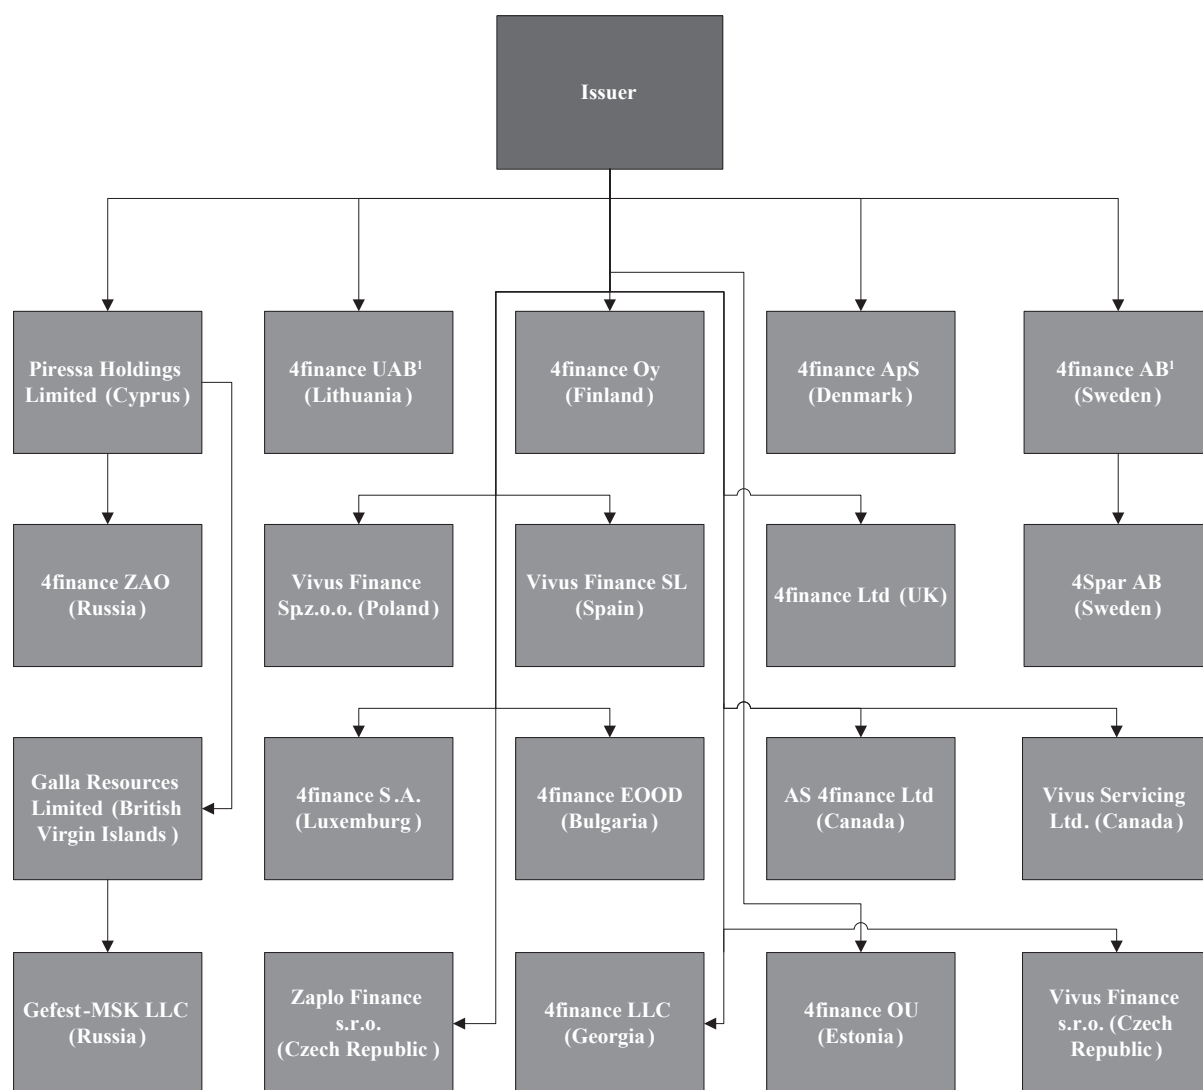 Issuer
Piressa Holdings
Limited (Cyprus)
4finance UAB¹
(Lithuania)
4finance Oy
(Finland)
4finance ApS
(Denmark)
4finance AB¹
(Sweden)
4finance ZAO
(Russia)
Vivus Finance
Sp.z.o.o. (Poland)
Vivus Finance SL
(Spain)
4finance Ltd (UK)
4Spar AB
(Sweden)
Galla Resources
Limited (British
Virgin Islands)
4finance S.A.
(Luxemburg)
4finance EOOD
(Bulgaria)
AS 4finance Ltd
(Canada)
Vivus Servicing
Ltd. (Canada)
Gefest-MSK LLC
(Russia)
Zaplo Finance
s.r.o.
(Czech Republic)
4finance LLC
(Georgia)
4finance OU
(Estonia)
Vivus Finance
s.r.o. (Czech
Republic)